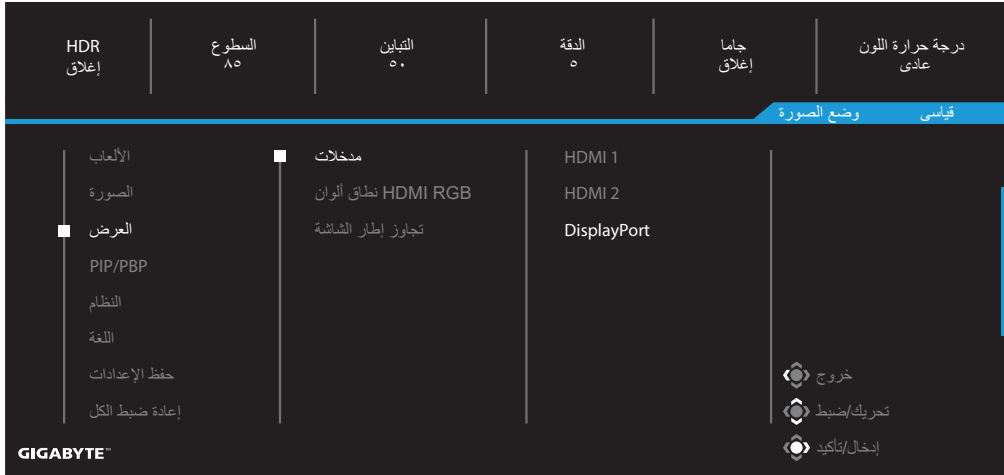 HDR
إغلاق
السطوع
٨٥
التباين
٥٠
الدقة
٥
جاما
إغلاق
درجة حرارة اللون
عادى
وضع الصورة
قياسى
الألعاب
الصورة
العرض
PIP/PBP
النظام
اللغة
حفظ الإعدادات
إعادة ضبط الكل
مدخلات
نطاق ألوان HDMI RGB
تجاوز إطار الشاشة
HDMI 1
HDMI 2
DisplayPort
خروج
تحريك/ضبط
إدخال/تأكيد
GIGABYTE™